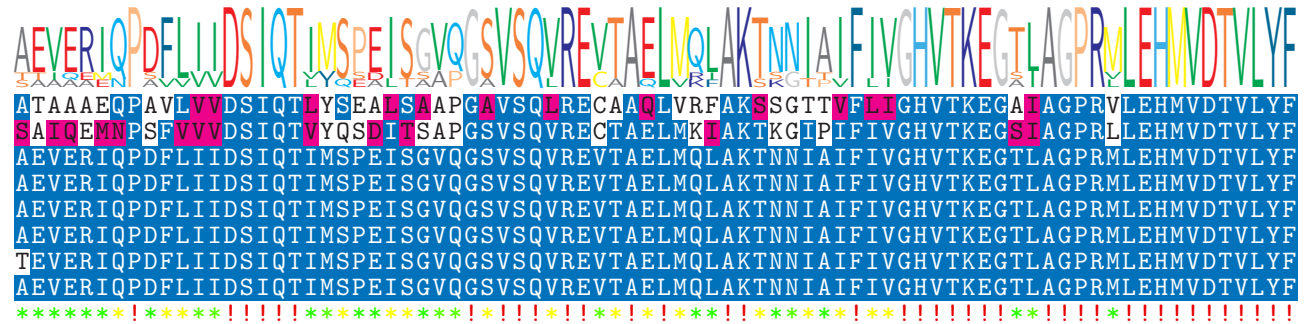 AEVERIQPDFLIIDSIQTIMSPEISGVQGSVSQVREVTAELMQLAKTNNIAIFIVGHVTKEGTLAGPRMLEHMVDTVLYF
ATAAAEQPAVLVVDSIQTLYSEALSAAPGAVSQLRECAAQLVRFAKSSGTTVFLIGHVTKEGAIAGPRVLEHMVDTVLYF
SAIQEMNPSFVVVDSIQTVYQSDITSAPGSVSQVRECTAELMKIAKTKGIPIFIVGHVTKEGSIAGPRLLEHMVDTVLYF
AEVERIQPDFLIIDSIQTIMSPEISGVQGSVSQVREVTAELMQLAKTNNIAIFIVGHVTKEGTLAGPRMLEHMVDTVLYF
AEVERIQPDFLIIDSIQTIMSPEISGVQGSVSQVREVTAELMQLAKTNNIAIFIVGHVTKEGTLAGPRMLEHMVDTVLYF
AEVERIQPDFLIIDSIQTIMSPEISGVQGSVSQVREVTAELMQLAKTNNIAIFIVGHVTKEGTLAGPRMLEHMVDTVLYF
AEVERIQPDFLIIDSIQTIMSPEISGVQGSVSQVREVTAELMQLAKTNNIAIFIVGHVTKEGTLAGPRMLEHMVDTVLYF
TEVERIQPDFLIIDSIQTIMSPEISGVQGSVSQVREVTAELMQLAKTNNIAIFIVGHVTKEGTLAGPRMLEHMVDTVLYF
AEVERIQPDFLIIDSIQTIMSPEISGVQGSVSQVREVTAELMQLAKTNNIAIFIVGHVTKEGTLAGPRMLEHMVDTVLYF
*******!*****!!!!!**********!*!!!*!!**!*!***!!******!**!!!!!!!**!!!!*!!!!!!!!!!!